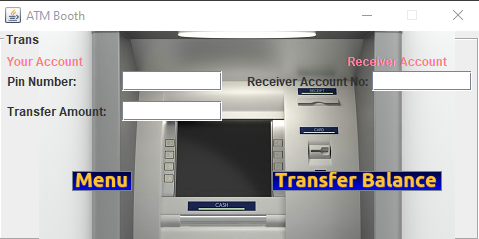 ATM Booth
Trans
Your Account
Receiver Account
Pin Number:
Receiver Account No:
RECEIPT
Transfer Amount:
CARD
Menu
Transfer Balance
CASH